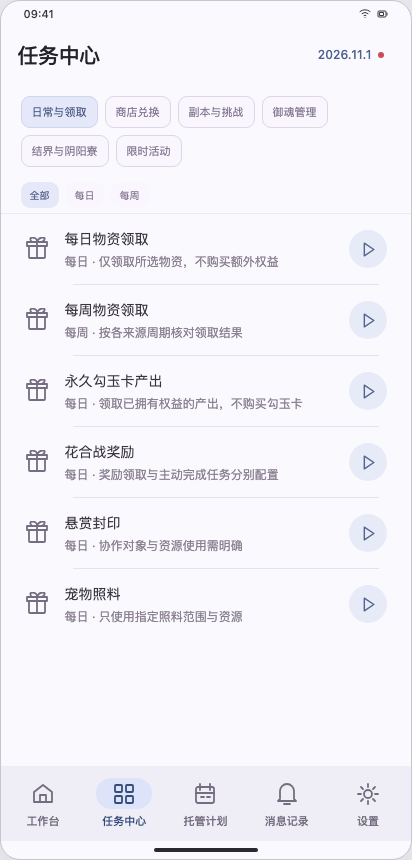 09:41
任务中心
2026.11.1
日常与领取 商店兑换 副本与挑战 御魂管理
结界与阴阳寮 限时活动
全部 每日 每周
每日物资领取
每日 · 仅领取所选物资，不购买额外权益
每周物资领取
每周 · 按各来源周期核对领取结果
永久勾玉卡产出
每日 · 领取已拥有权益的产出，不购买勾玉卡
花合战奖励
每日 · 奖励领取与主动完成任务分别配置
悬赏封印
每日 · 协作对象与资源使用需明确
宠物照料
每日 · 只使用指定照料范围与资源
工作台 任务中心 托管计划 消息记录 设置